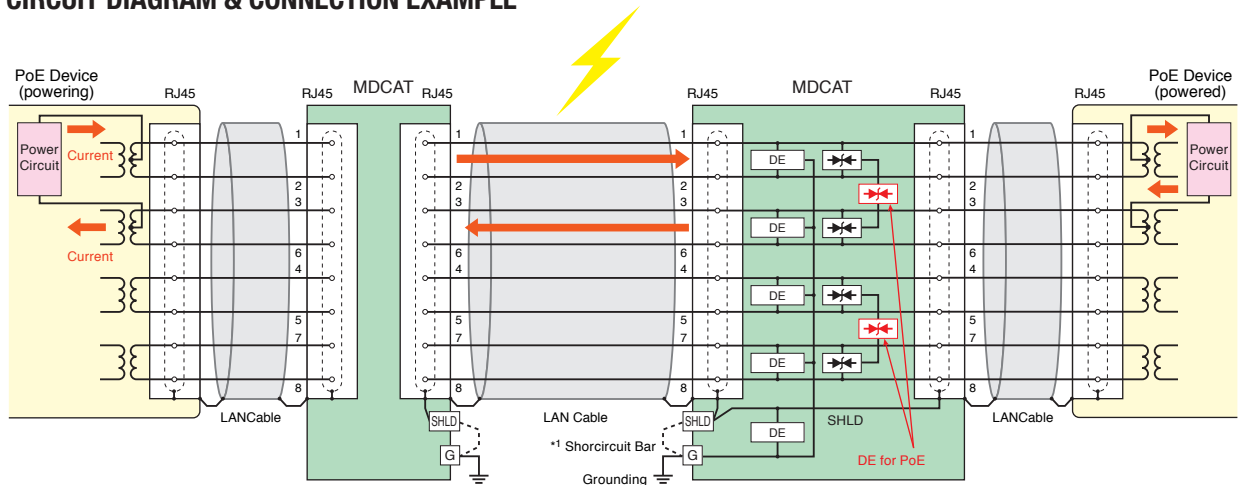 CIRCUIT DIAGRAM & CONNECTION EXAMPLE
PoE Device
(powering)
RJ45
RJ45
MDCAT
RJ45
RJ45
MDCAT
RJ45
RJ45
PoE Device
(powered)
Power
Circuit
Current
Current
1
2
3
6
4
5
7
8
1
2
3
6
4
5
7
8
1
2
3
6
4
5
7
8
DE
DE
DE
DE
DE
1
2
3
6
4
5
7
8
Power
Circuit
LANCable
SHLD
G
LAN Cable
*1 Shorcircuit Bar
Grounding
SHLD
G
SHLD
DE for PoE
LANCable